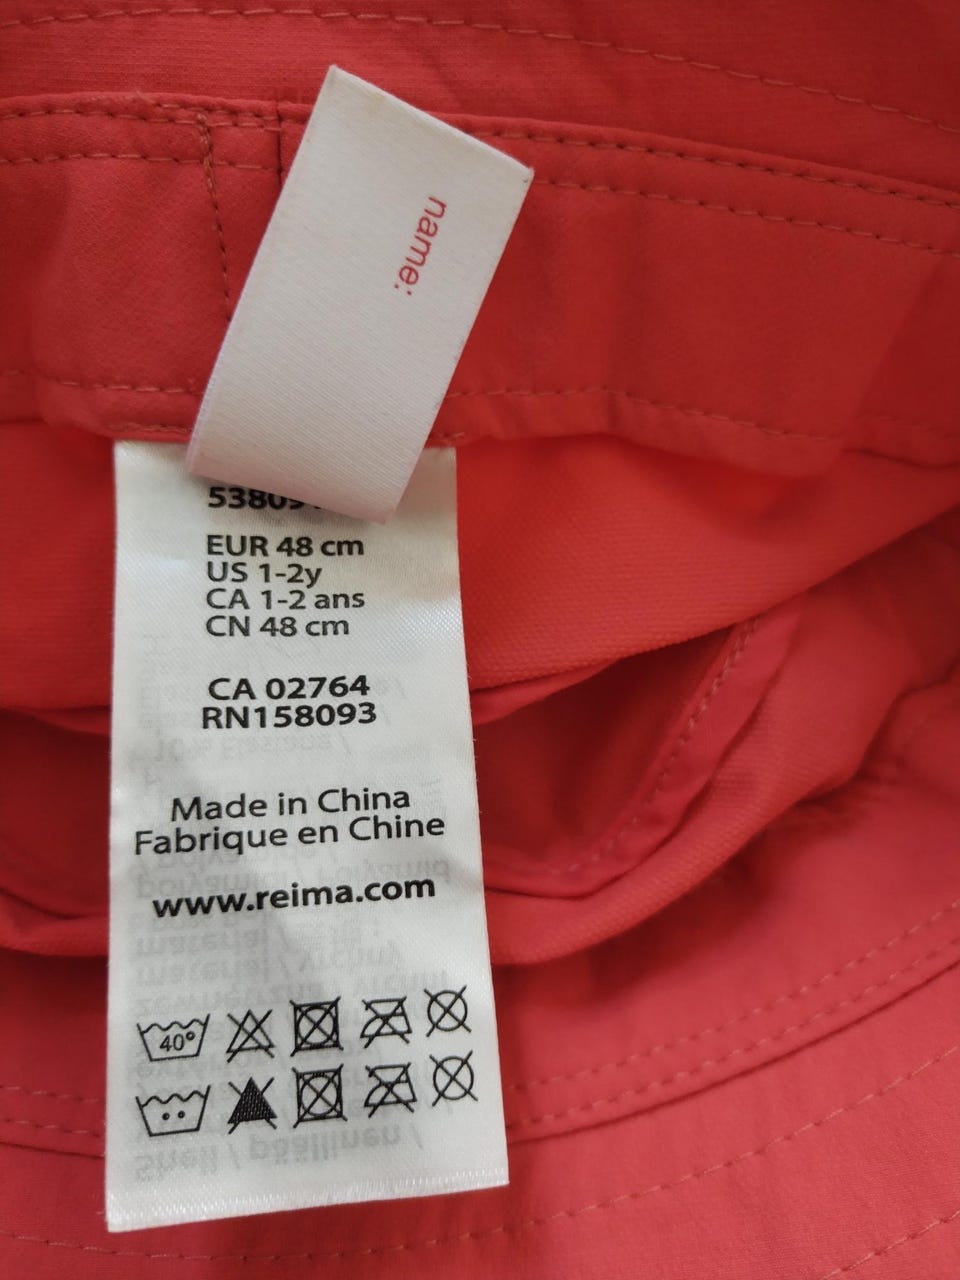 name:
EUR 48 cm
US 1-2y
CA 1-2 ans
CN 48 cm
CA 02764
RN158093
Made in China
Fabrique en Chine
www.reima.com
40°